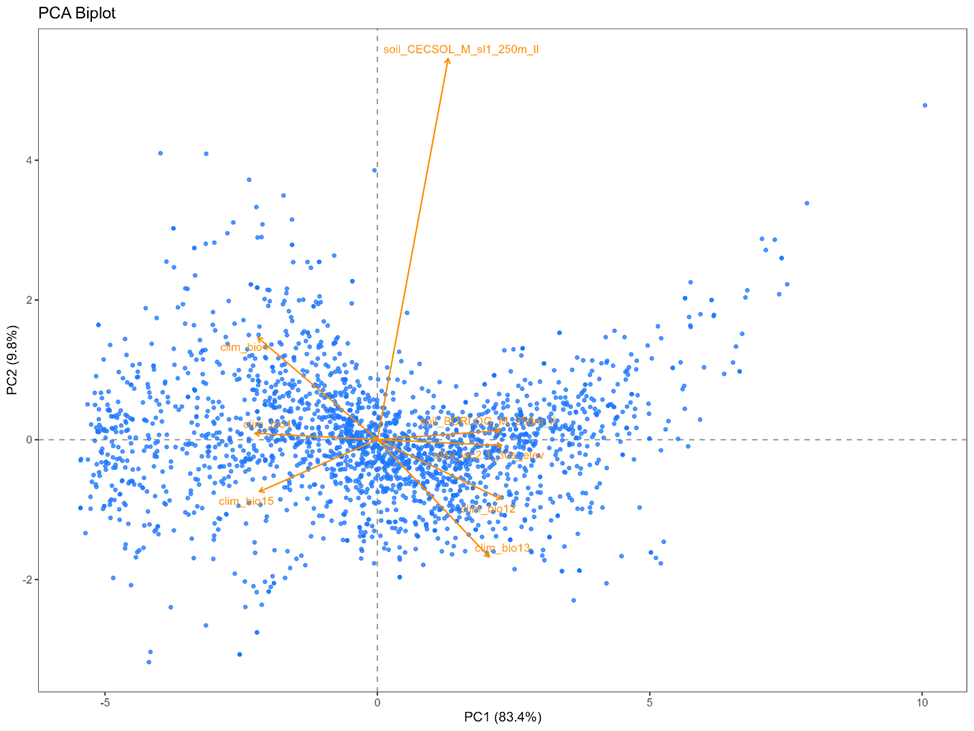 PCA Biplot
soil_CECSOL_M_sl1_250m_ll
clim_bio15
clim_bio12
clim_bio13
PC2 (9.8%)
4
2
0
-2
-5
0
5
10
PC1 (83.4%)